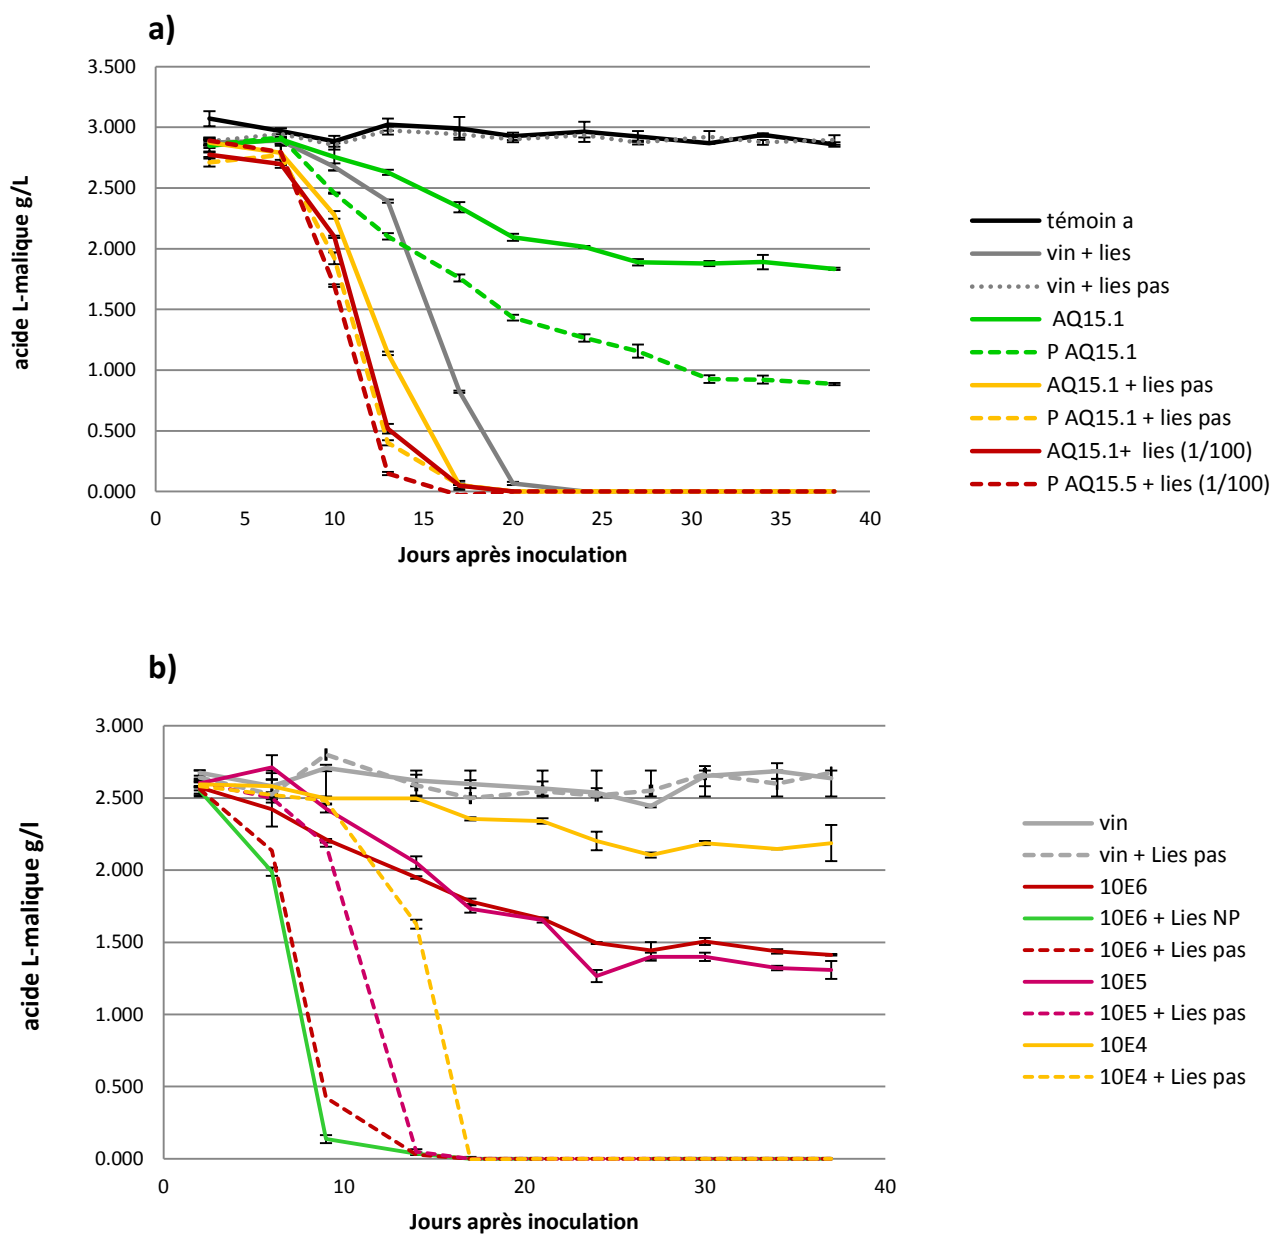 a)
3.500
3.000
2.500
2.000
1.500
1.000
0.500
0.000
acide L-malique g/L
0 5 10 15 20 25 30 35 40
Jours après inoculation
témoin a
vin + lies
vin + lies pas
AQ15.1
P AQ15.1
AQ15.1 + lies pas
P AQ15.1 + lies pas
AQ15.1+ lies (1/100)
P AQ15.5 + lies (1/100)
b)
3.000
2.500
2.000
1.500
1.000
0.500
0.000
acide L-malique g/l
0 10 20 30 40
Jours après inoculation
vin
vin + Lies pas
10E6
10E6 + Lies NP
10E6 + Lies pas
10E5
10E5 + Lies pas
10E4
10E4 + Lies pas